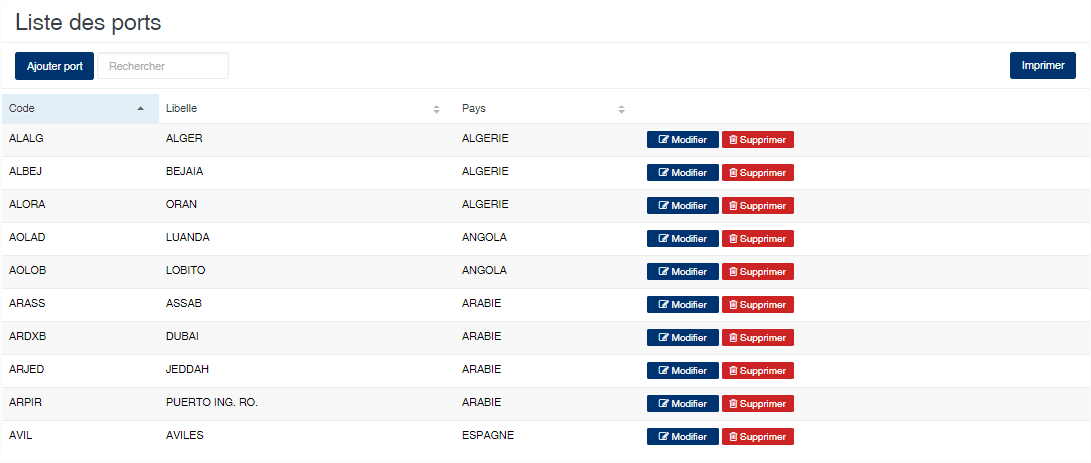 Liste des ports
Ajouter port Rechercher Imprimer
Code Libelle Pays
ALALG ALGER ALGERIE Modifier Supprimer
ALBEJ BEJAIA ALGERIE Modifier Supprimer
ALORA ORAN ALGERIE Modifier Supprimer
AOLAD LUANDA ANGOLA Modifier Supprimer
AOLOB LOBITO ANGOLA Modifier Supprimer
ARASS ASSAB ARABIE Modifier Supprimer
ARDXB DUBAI ARABIE Modifier Supprimer
ARJED JEDDAH ARABIE Modifier Supprimer
ARPIR PUERTO ING. RO. ARABIE Modifier Supprimer
AVIL AVILES ESPAGNE Modifier Supprimer